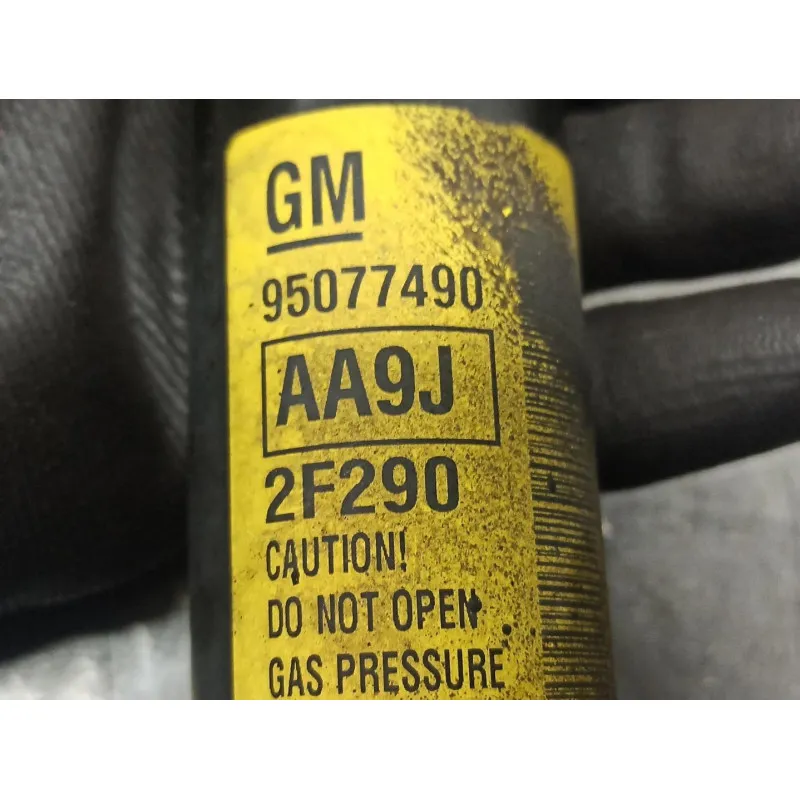 GM
95077490
AA9J
2F290
CAUTION!
DO NOT OPEN
GAS PRESSURE